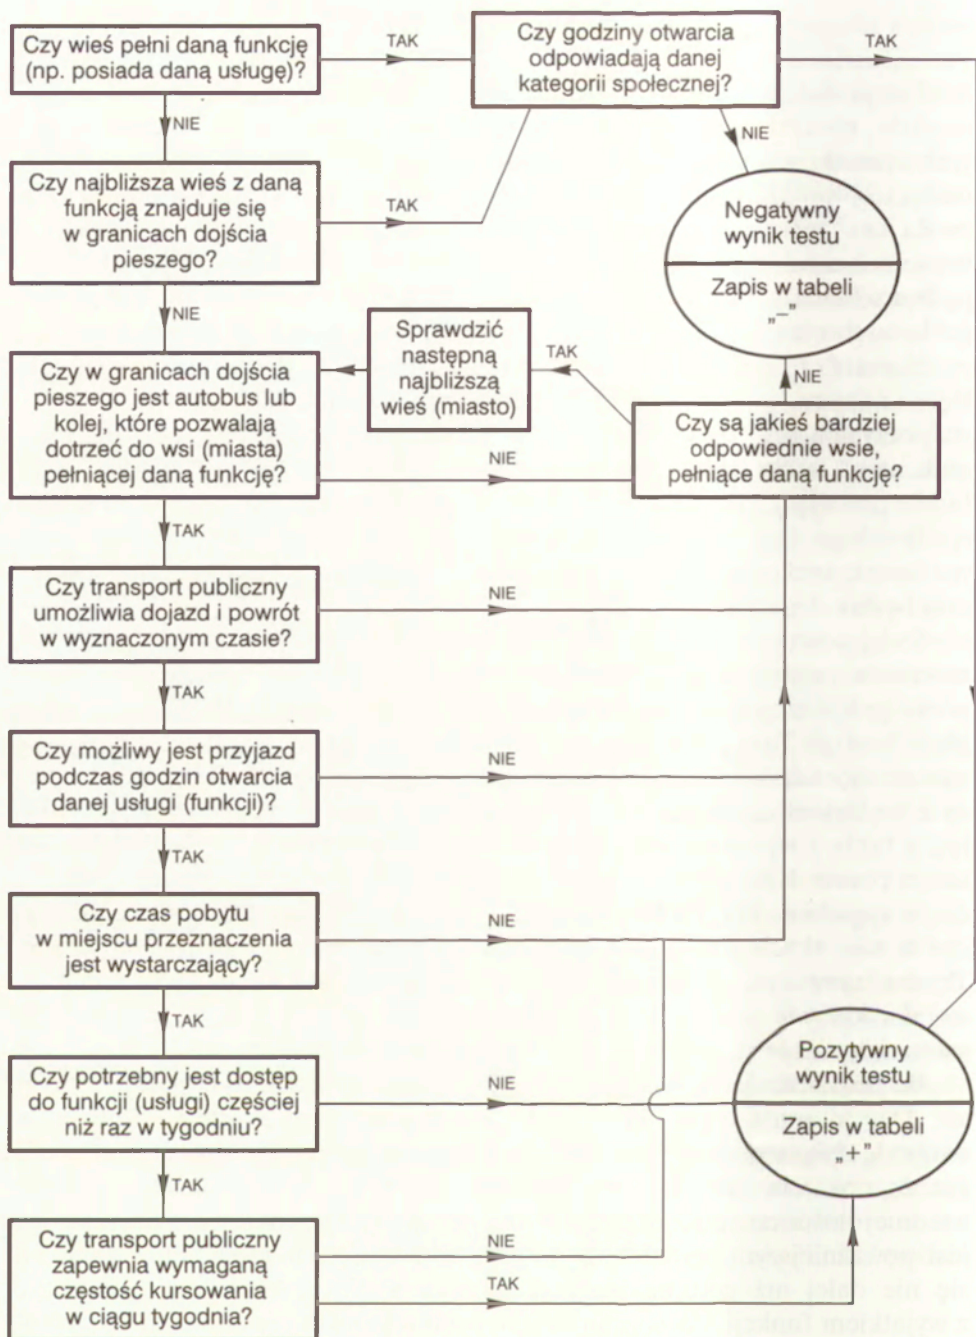 Czy wieś pełni daną funkcję
(np. posiada daną usługę)?
TAK
Czy godziny otwarcia
odpowiadają danej
kategorii społecznej?
TAK
NIE
NIE
Czy najbliższa wieś z daną
funkcją znajduje się
w granicach dojścia
pieszego?
TAK
Negatywny
wynik testu
Zapis w tabeli
„–”
NIE
Sprawdzić
następną
najbliższą
wieś (miasto)
TAK
NIE
Czy w granicach dojścia
pieszego jest autobus lub
kolej, które pozwalają
dotrzeć do wsi (miasta)
pełniącej daną funkcję?
NIE
Czy są jakieś bardziej
odpowiednie wsie,
pełniące daną funkcję?
TAK
Czy transport publiczny
umożliwia dojazd i powrót
w wyznaczonym czasie?
NIE
TAK
Czy możliwy jest przyjazd
podczas godzin otwarcia
danej usługi (funkcji)?
NIE
TAK
Czy czas pobytu
w miejscu przeznaczenia
jest wystarczający?
NIE
TAK
Czy potrzebny jest dostęp
do funkcji (usługi) częściej
niż raz w tygodniu?
NIE
Pozytywny
wynik testu
Zapis w tabeli
„+”
TAK
Czy transport publiczny
zapewnia wymaganą
częstość kursowania
w ciągu tygodnia?
NIE
TAK